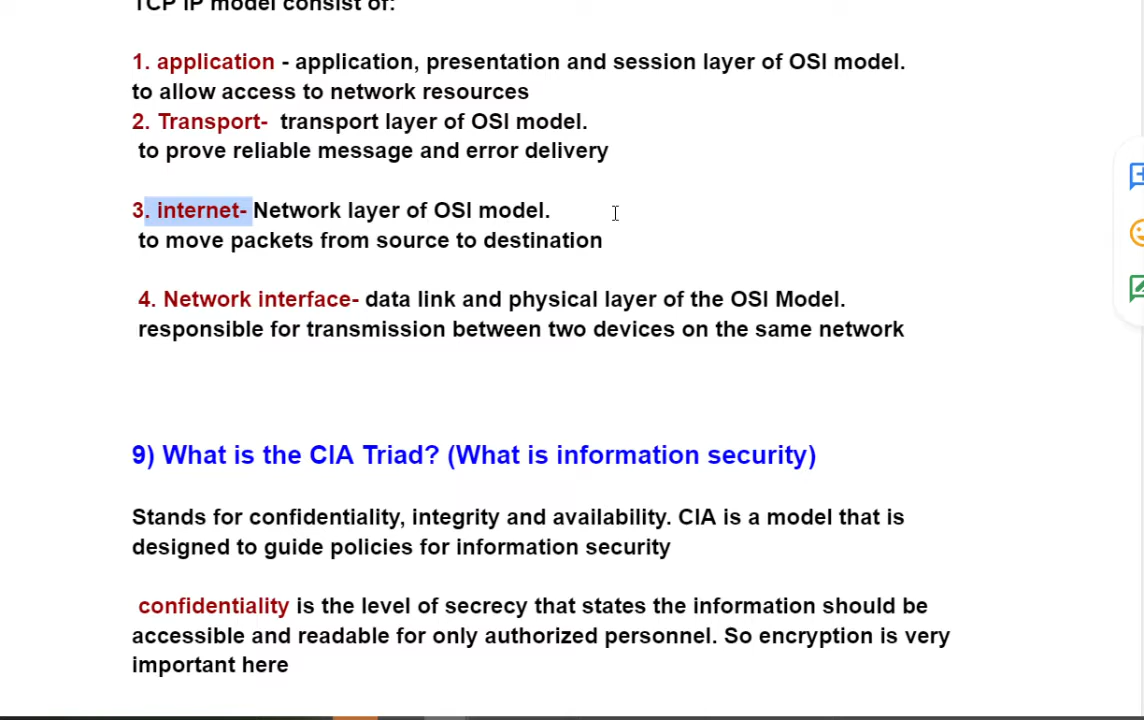 TCP IP model consist of:
1. application - application, presentation and session layer of OSI model.
to allow access to network resources
2. Transport- transport layer of OSI model.
to prove reliable message and error delivery
3. internet- Network layer of OSI model.
to move packets from source to destination
4. Network interface- data link and physical layer of the OSI Model.
responsible for transmission between two devices on the same network
9) What is the CIA Triad? (What is information security)
Stands for confidentiality, integrity and availability. CIA is a model that is
designed to guide policies for information security
confidentiality is the level of secrecy that states the information should be
accessible and readable for only authorized personnel. So encryption is very
important here